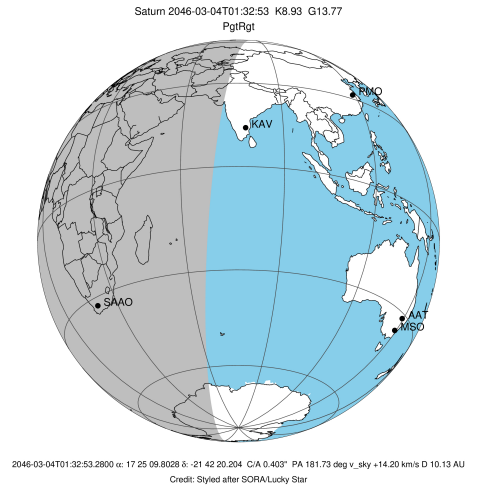 Saturn 2046-03-04T01:32:53 K8.93 G13.77
PgtRgt
PMO
KAV
SAAO
AAT
MSO
2046-03-04T01:32:53.2800 α: 17 25 09.8028 δ: -21 42 20.204 C/A 0.403" PA 181.73 deg v_sky +14.20 km/s D 10.13 AU
Credit: Styled after SORA/Lucky Star